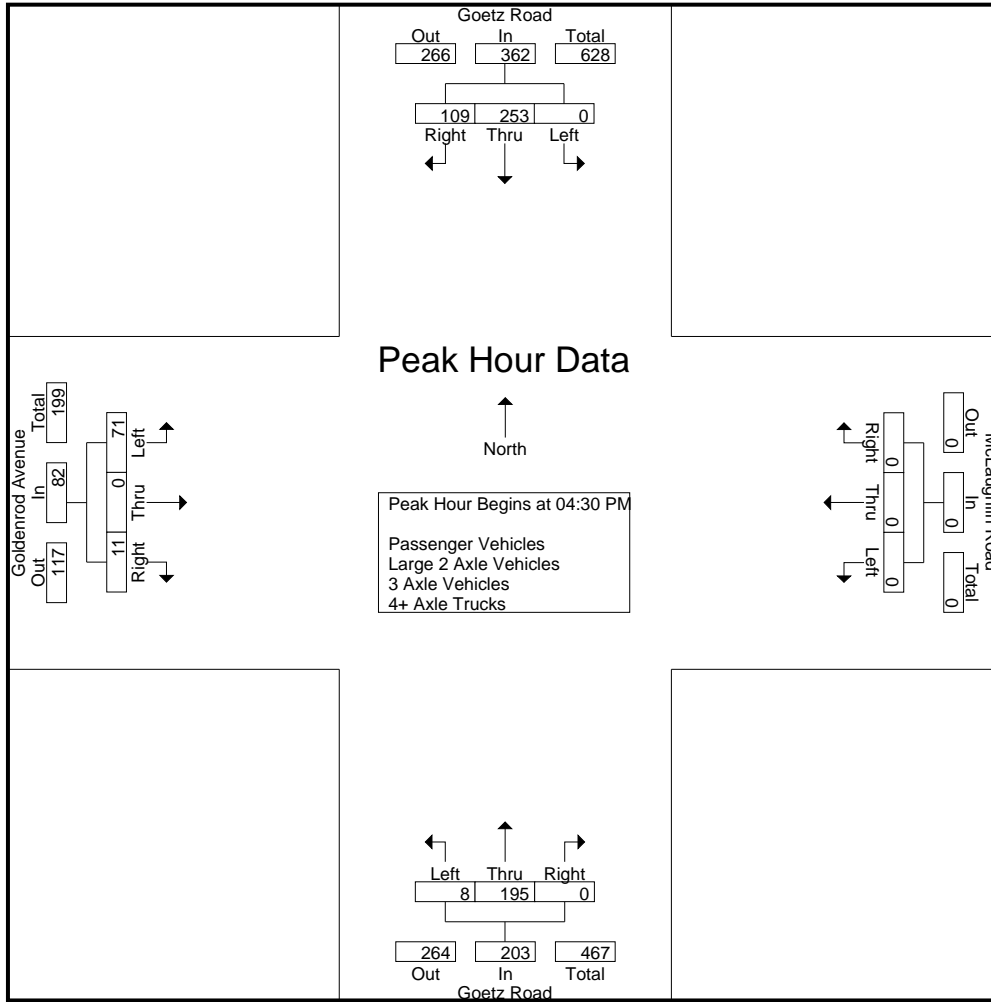 Goetz Road
Out In Total
266 362 628
109 253 0
Right Thru Left
Peak Hour Data
North
Peak Hour Begins at 04:30 PM
Passenger Vehicles
Large 2 Axle Vehicles
3 Axle Vehicles
4+ Axle Trucks
Goldenrod Avenue
Out In Total
117 82 199
11 0 71
Right Thru Left
McLaughlin Road
Out In Total
0 0 0
0 0 0
Right Thru Left
Left Thru Right
8 195 0
264 203 467
Out In Total
Goetz Road